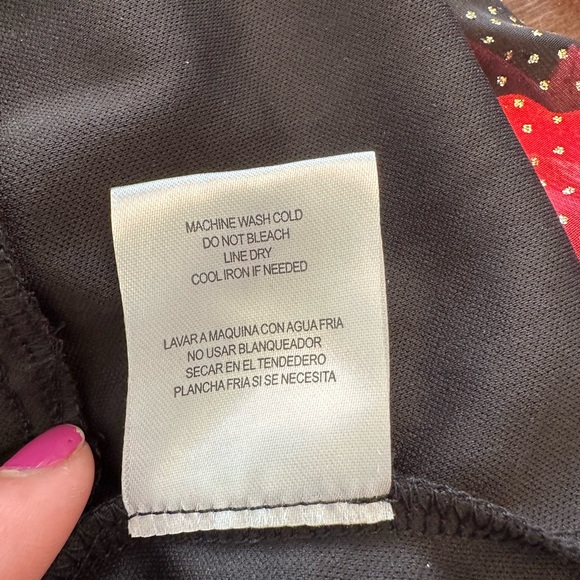 MACHINE WASH COLD
DO NOT BLEACH
LINE DRY
COOL IRON IF NEEDED
LAVAR A MAQUINA CON AGUA FRIA
NO USAR BLANQUEADOR
SECAR EN EL TENDEDERO
PLANCHA FRIA SI SE NECESITA